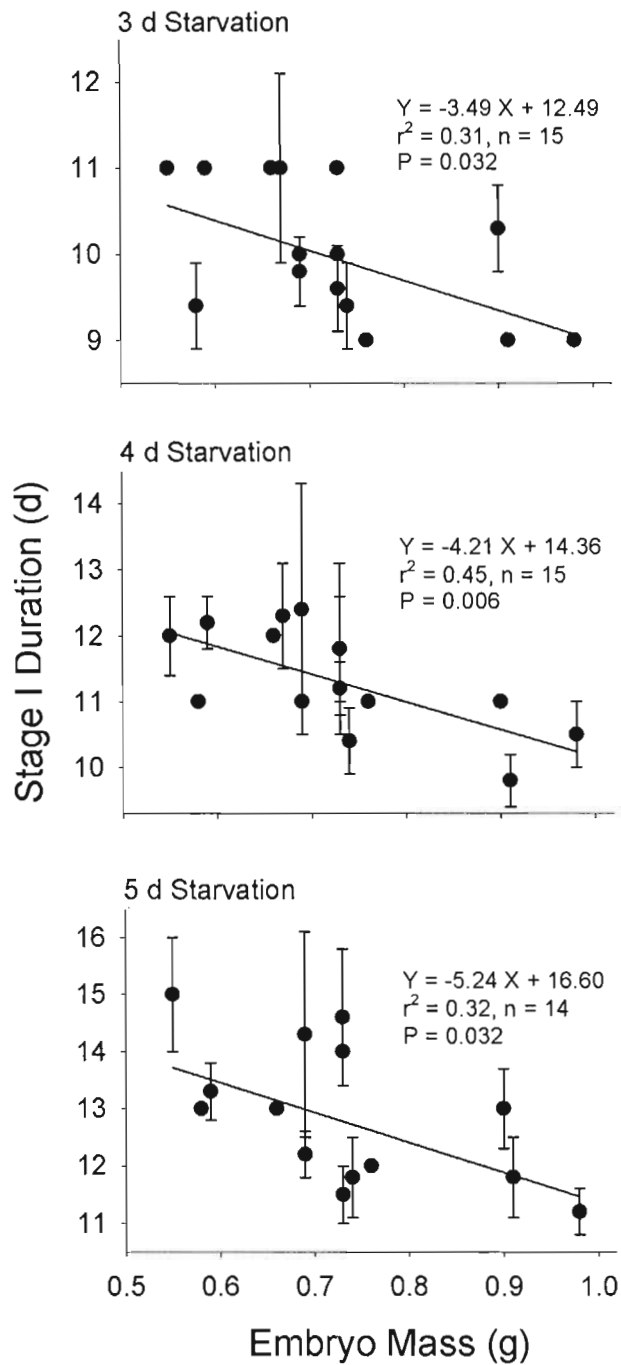 3 d Starvation
12
11
10
9
Y = -3.49 X + 12.49
r² = 0.31, n = 15
P = 0.032
4 d Starvation
14
13
12
11
10
Y = -4.21 X + 14.36
r² = 0.45, n = 15
P = 0.006
Stage I Duration (d)
5 d Starvation
16
15
14
13
12
11
Y = -5.24 X + 16.60
r² = 0.32, n = 14
P = 0.032
0.5 0.6 0.7 0.8 0.9 1.0
Embryo Mass (g)